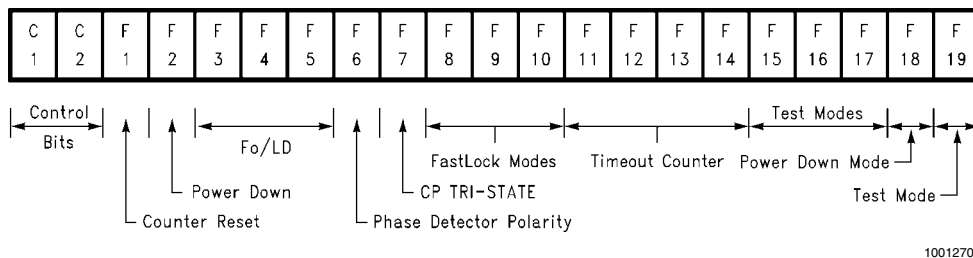 C C F F F F F F F F F F F F F F F F F F F
1 2 1 2 3 4 5 6 7 8 9 10 11 12 13 14 15 16 17 18 19
Control Bits
Fo/LD
Test Modes
FastLock Modes
Timeout Counter
Power Down Mode
Power Down
CP TRI-STATE
Test Mode
Counter Reset
Phase Detector Polarity
1001270